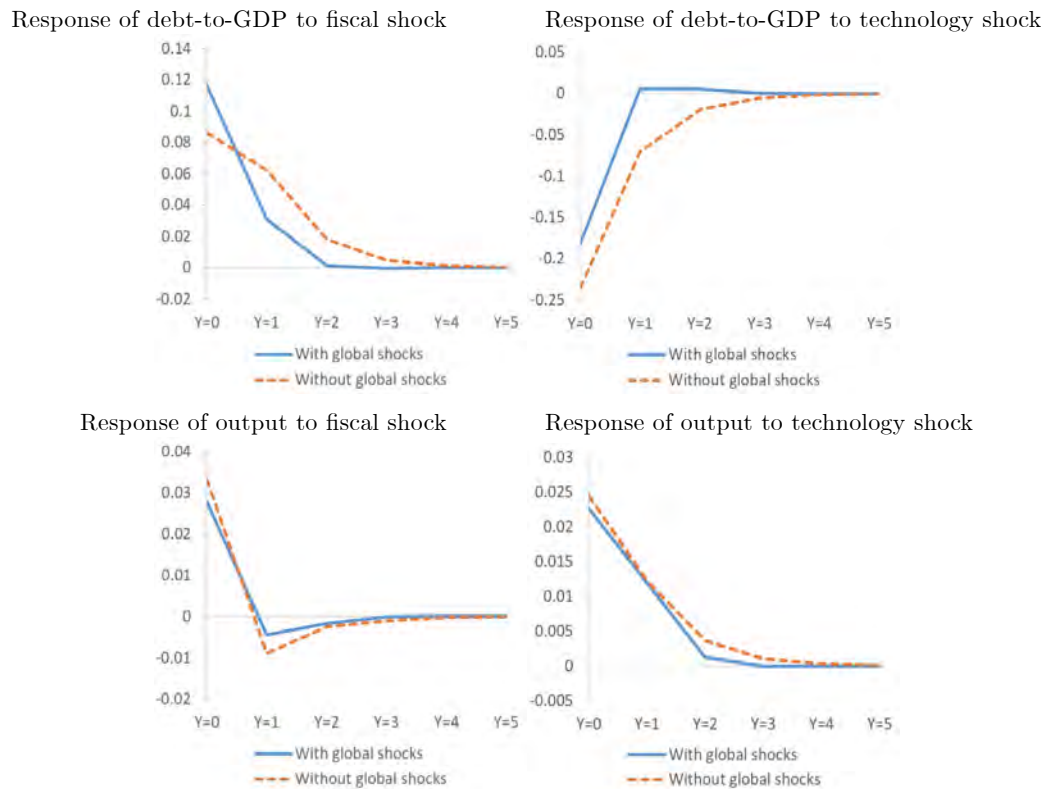 Response of debt-to-GDP to fiscal shock
0.14
0.12
0.1
0.08
0.06
0.04
0.02
0
-0.02
Y=0 Y=1 Y=2 Y=3 Y=4 Y=5
With global shocks
Without global shocks
Response of debt-to-GDP to technology shock
0.05
0
-0.05
-0.1
-0.15
-0.2
-0.25
Y=0 Y=1 Y=2 Y=3 Y=4 Y=5
With global shocks
Without global shocks
Response of output to fiscal shock
0.04
0.03
0.02
0.01
0
-0.01
-0.02
Y=0 Y=1 Y=2 Y=3 Y=4 Y=5
With global shocks
Without global shocks
Response of output to technology shock
0.03
0.025
0.02
0.015
0.01
0.005
0
-0.005
Y=0 Y=1 Y=2 Y=3 Y=4 Y=5
With global shocks
Without global shocks